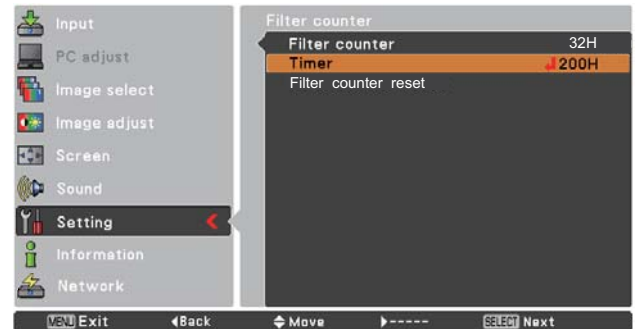 Input
PC adjust
Image select
Image adjust
Screen
Sound
Setting
Information
Network
Filter counter
Filter counter 32H
Timer 200H
Filter counter reset
MENU Exit Back Move ----- SELECT Next